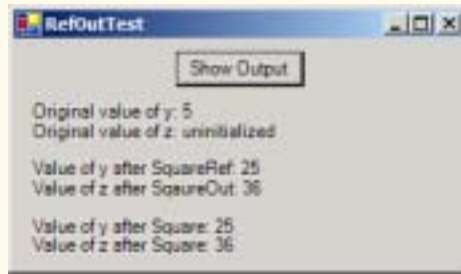 RefOutTest
Show Output
Original value of y: 5
Original value of z: uninitialized
Value of y after SquareRef: 25
Value of z after SqaureOut: 36
Value of y after Square: 25
Value of z after Square: 36